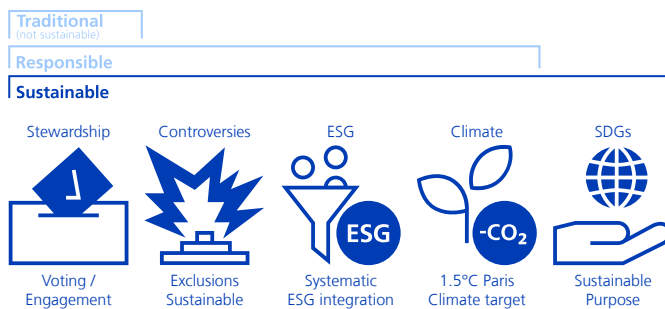 Traditional
(not sustainable)
Responsible
Sustainable
Stewardship
Controversies
ESG
Climate
SDGs
ESG
-CO₂
Voting /
Engagement
Exclusions
Sustainable
Systematic
ESG integration
1.5°C Paris
Climate target
Sustainable
Purpose